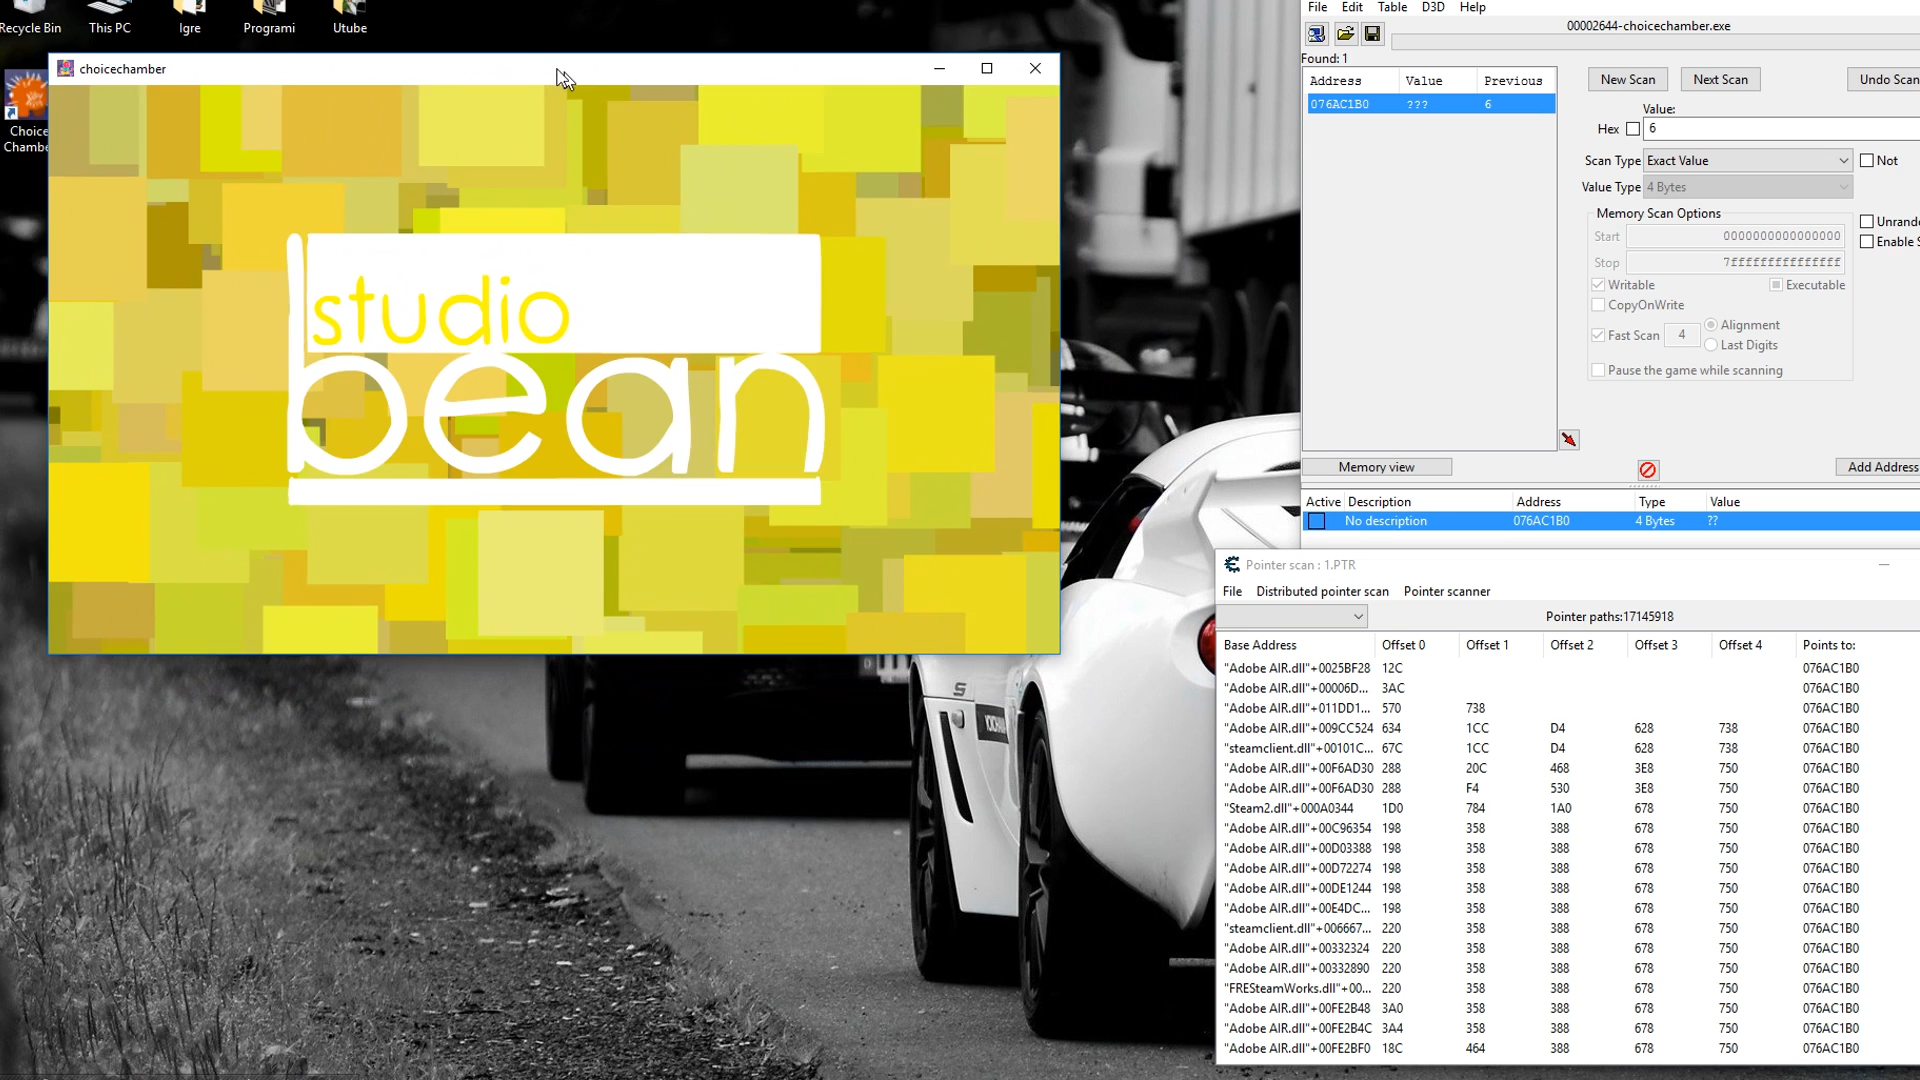 Recycle Bin
This PC
Igre
Programi
Utube
Choice
Chambe
choicechamber
studio
bean
File Edit Table D3D Help
00002644-choicechamber.exe
Found: 1
Address Value Previous
076AC1B0 ??? 6
New Scan Next Scan Undo Scan
Value:
Hex 6
Scan Type Exact Value Not
Value Type 4 Bytes
Memory Scan Options
Start 0000000000000000
Stop 7fffffffffffffff
Unrando
Enable S
Writable Executable
CopyOnWrite
Fast Scan 4 Alignment
Last Digits
Pause the game while scanning
Memory view
Add Address
Active Description Address Type Value
No description 076AC1B0 4 Bytes ??
Pointer scan : 1.PTR
File Distributed pointer scan Pointer scanner
Pointer paths:17145918
Base Address Offset 0 Offset 1 Offset 2 Offset 3 Offset 4 Points to:
"Adobe AIR.dll"+0025BF28 12C 076AC1B0
"Adobe AIR.dll"+00006D... 3AC 076AC1B0
"Adobe AIR.dll"+011DD1... 570 738 076AC1B0
"Adobe AIR.dll"+009CC524 634 1CC D4 628 738 076AC1B0
"steamclient.dll"+00101C... 67C 1CC D4 628 738 076AC1B0
"Adobe AIR.dll"+00F6AD30 288 20C 468 3E8 750 076AC1B0
"Adobe AIR.dll"+00F6AD30 288 F4 530 3E8 750 076AC1B0
"Steam2.dll"+000A0344 1D0 784 1A0 678 750 076AC1B0
"Adobe AIR.dll"+00C96354 198 358 388 678 750 076AC1B0
"Adobe AIR.dll"+00D03388 198 358 388 678 750 076AC1B0
"Adobe AIR.dll"+00D72274 198 358 388 678 750 076AC1B0
"Adobe AIR.dll"+00DE1244 198 358 388 678 750 076AC1B0
"Adobe AIR.dll"+00E4DC... 198 358 388 678 750 076AC1B0
"steamclient.dll"+006667... 220 358 388 678 750 076AC1B0
"Adobe AIR.dll"+00332324 220 358 388 678 750 076AC1B0
"Adobe AIR.dll"+00332890 220 358 388 678 750 076AC1B0
"FRESteamWorks.dll"+00... 220 358 388 678 750 076AC1B0
"Adobe AIR.dll"+00FE2B48 3A0 358 388 678 750 076AC1B0
"Adobe AIR.dll"+00FE2B4C 3A4 358 388 678 750 076AC1B0
"Adobe AIR.dll"+00FE2BF0 18C 464 388 678 750 076AC1B0